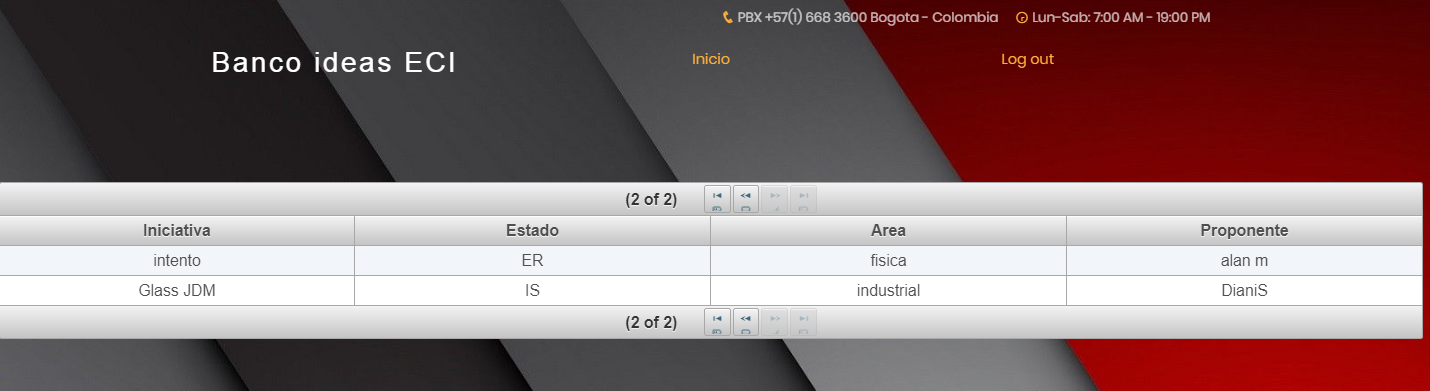 PBX +57(1) 668 3600 Bogota - Colombia Lun-Sab: 7:00 AM - 19:00 PM
Banco ideas ECI Inicio Log out
(2 of 2)
Iniciativa Estado Area Proponente
intento ER fisica alan m
Glass JDM IS industrial DianiS
(2 of 2)